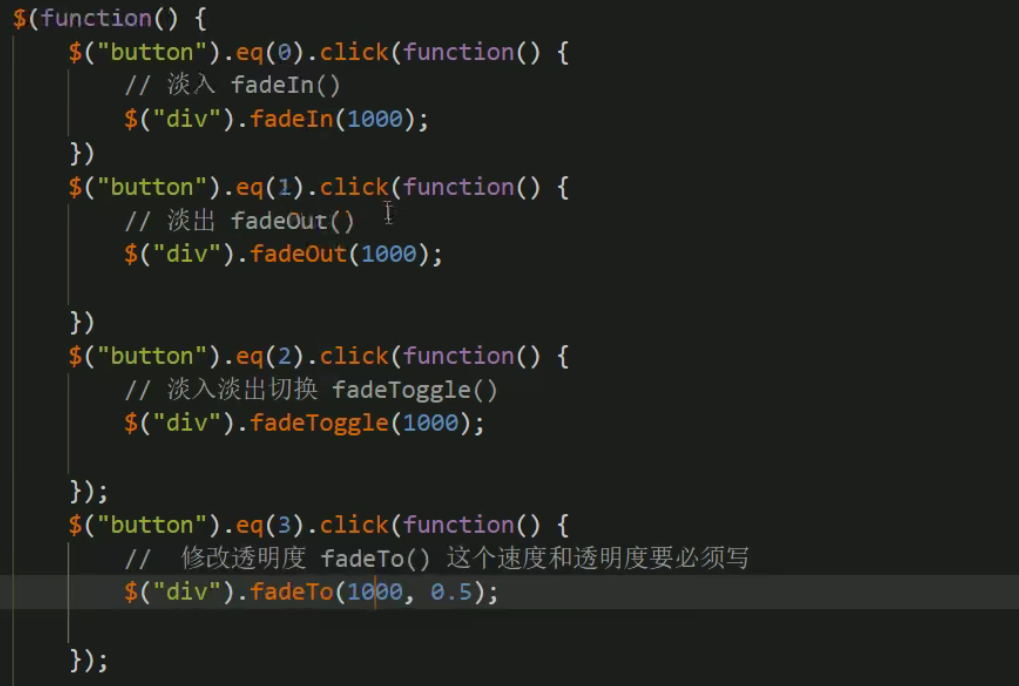 $(function() {
    $("button").eq(0).click(function() {
        // 淡入 fadeIn()
        $("div").fadeIn(1000);
    })
    $("button").eq(1).click(function() {
        // 淡出 fadeOut()
        $("div").fadeOut(1000);
    })
    $("button").eq(2).click(function() {
        // 淡入淡出切换 fadeToggle()
        $("div").fadeToggle(1000);
    });
    $("button").eq(3).click(function() {
        //  修改透明度 fadeTo() 这个速度和透明度要必须写
        $("div").fadeTo(1000, 0.5);
    });